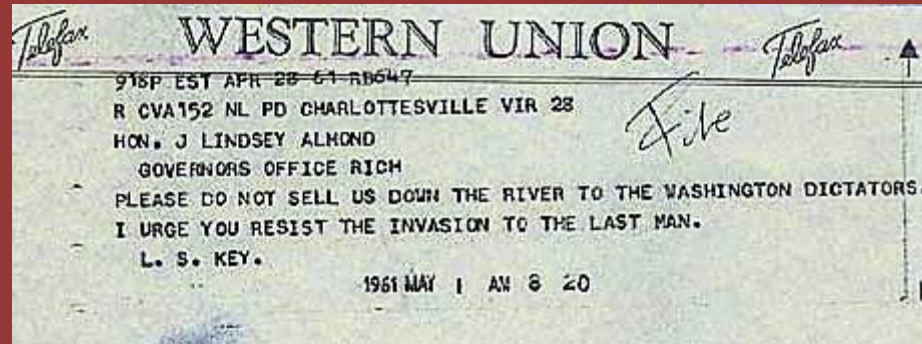 Telefax WESTERN UNION Telefax
918P EST APR 28 61 RB647
R CVA152 NL PD CHARLOTTESVILLE VIR 28
File
HON. J LINDSEY ALMOND
GOVERNORS OFFICE RICH
PLEASE DO NOT SELL US DOWN THE RIVER TO THE WASHINGTON DICTATORS
I URGE YOU RESIST THE INVASION TO THE LAST MAN.
L. S. KEY.
1961 MAY 1 AM 8 20